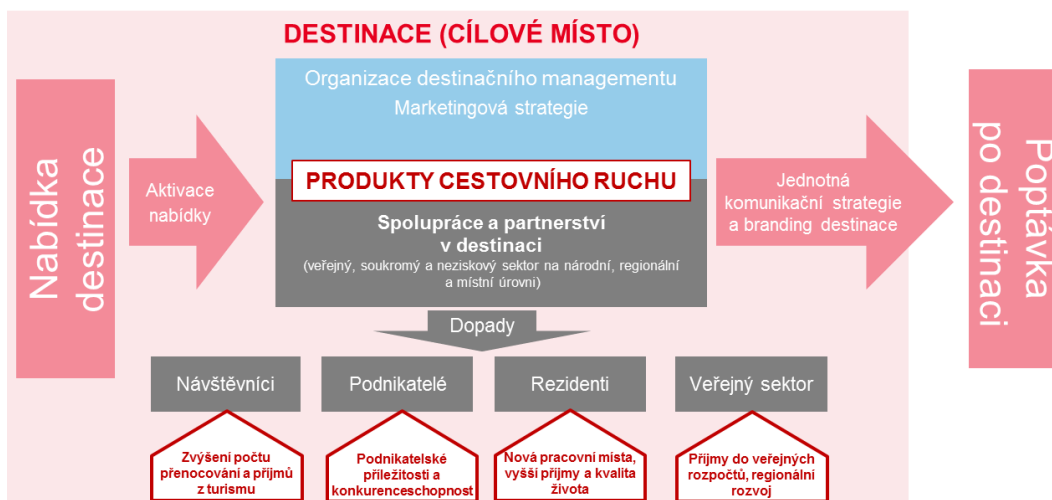 DESTINACE (CÍLOVÉ MÍSTO)
Nabídka
destinace
Aktivace
nabídky
Organizace destinačního managementu
Marketingová strategie
PRODUKTY CESTOVNÍHO RUCHU
Spolupráce a partnerství
v destinaci
(veřejný, soukromý a neziskový sektor na národní, regionální
a místní úrovni)
Jednotná
komunikační strategie
a branding destinace
Poptávka
po destinaci
Dopady
Návštěvníci
Podnikatelé
Rezidenti
Veřejný sektor
Zvýšení počtu
přenocování a příjmů
z turismu
Podnikatelské
příležitosti a
konkurenceschopnost
Nová pracovní místa,
vyšší příjmy a kvalita
života
Příjmy do veřejných
rozpočtů, regionální
rozvoj